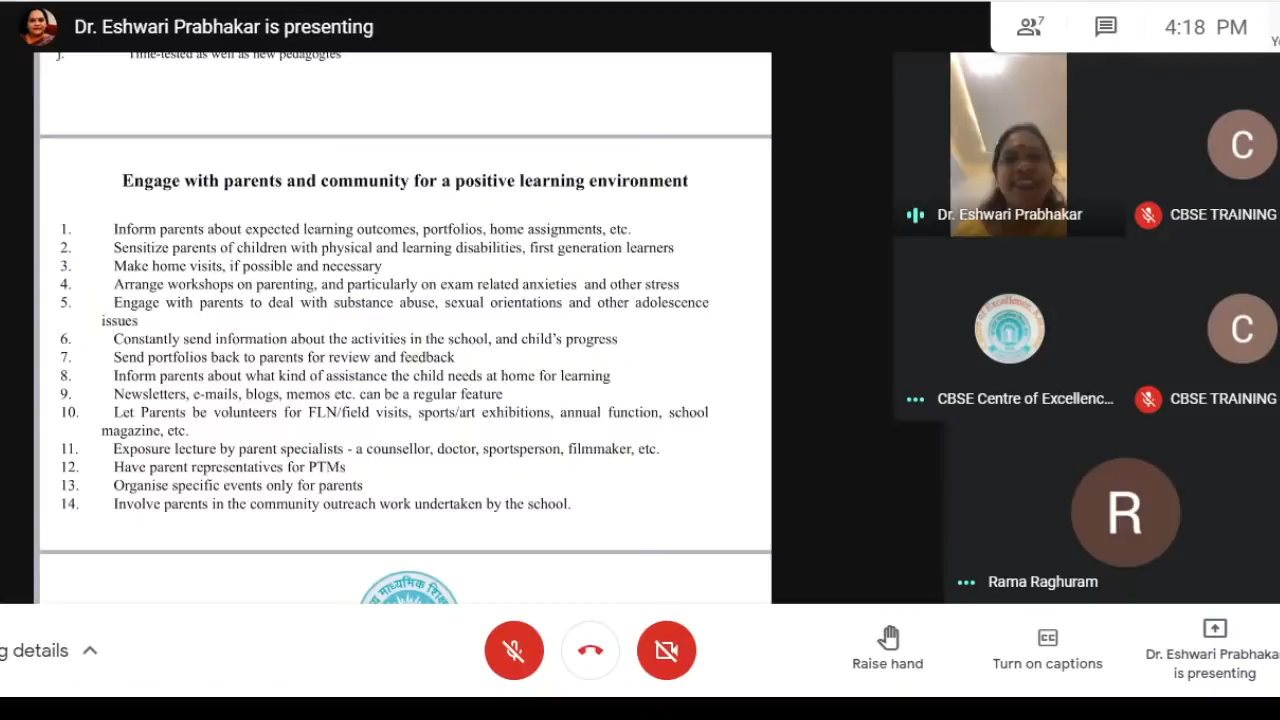 Dr. Eshwari Prabhakar is presenting
7
4:18 PM
j. Time-tested as well as new pedagogies
Engage with parents and community for a positive learning environment
1. Inform parents about expected learning outcomes, portfolios, home assignments, etc.
2. Sensitize parents of children with physical and learning disabilities, first generation learners
3. Make home visits, if possible and necessary
4. Arrange workshops on parenting, and particularly on exam related anxieties and other stress
5. Engage with parents to deal with substance abuse, sexual orientations and other adolescence
issues
6. Constantly send information about the activities in the school, and child's progress
7. Send portfolios back to parents for review and feedback
8. Inform parents about what kind of assistance the child needs at home for learning
9. Newsletters, e-mails, blogs, memos etc. can be a regular feature
10. Let Parents be volunteers for FLN/field visits, sports/art exhibitions, annual function, school
magazine, etc.
11. Exposure lecture by parent specialists - a counsellor, doctor, sportsperson, filmmaker, etc.
12. Have parent representatives for PTMs
13. Organise specific events only for parents
14. Involve parents in the community outreach work undertaken by the school.
C
Dr. Eshwari Prabhakar
CBSE TRAINING
C
CBSE Centre of Excellenc...
CBSE TRAINING
R
Rama Raghuram
g details
Raise hand
CC
Turn on captions
Dr. Eshwari Prabhaka
is presenting